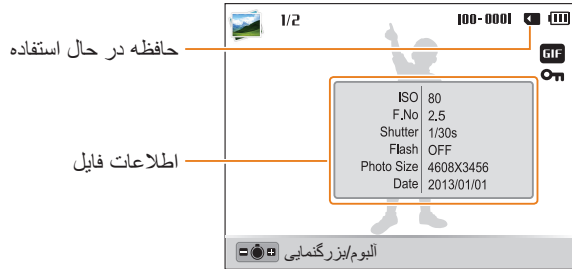 1/2
100-0001
GIF
حافظه در حال استفاده
ISO 80
F.No 2.5
Shutter 1/30s
Flash OFF
Photo Size 4608X3456
Date 2013/01/01
اطلاعات فایل
آلبوم/بزرگنمایی